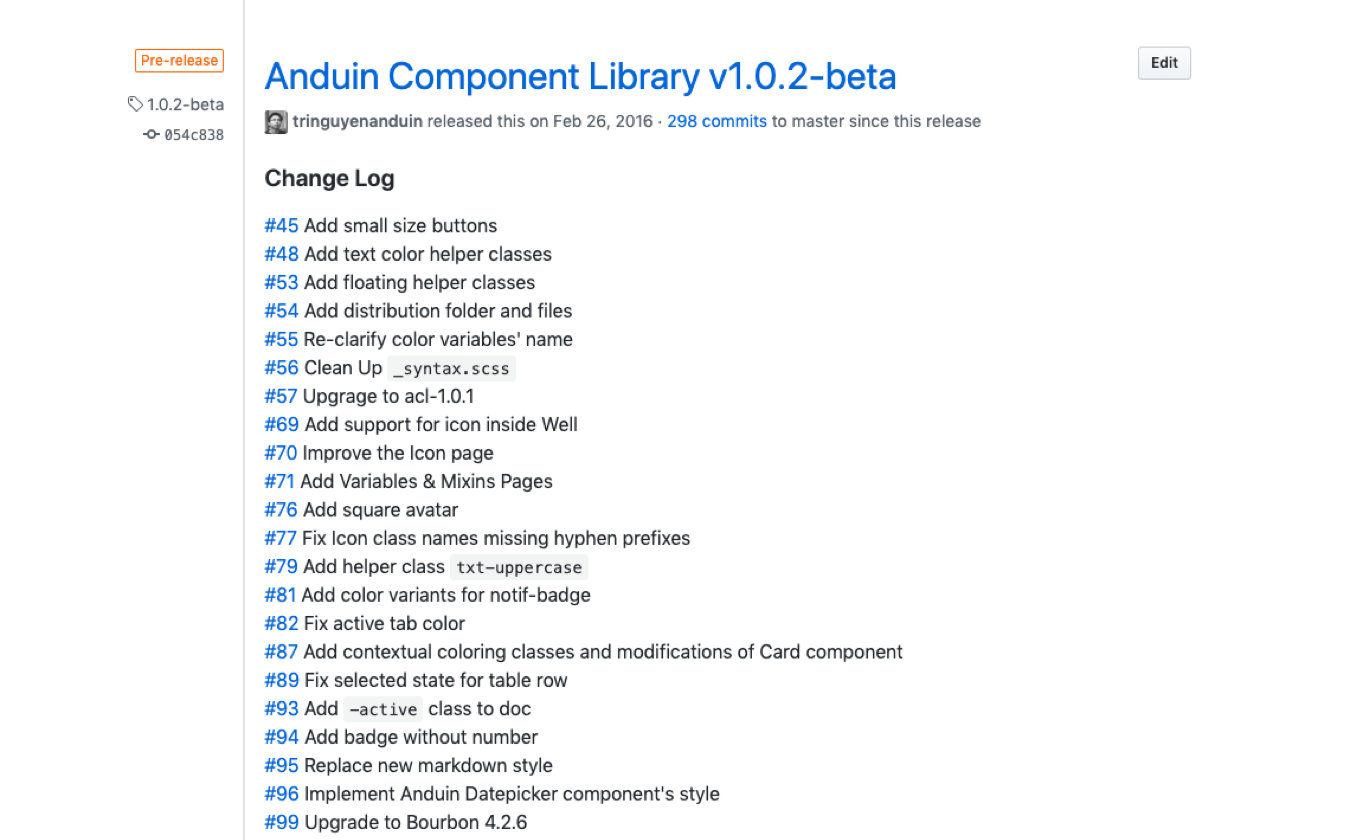 Pre-release
1.0.2-beta
054c838
Anduin Component Library v1.0.2-beta
Edit
tringuyenanduin released this on Feb 26, 2016 · 298 commits to master since this release
Change Log
#45 Add small size buttons
#48 Add text color helper classes
#53 Add floating helper classes
#54 Add distribution folder and files
#55 Re-clarify color variables' name
#56 Clean Up _syntax.scss
#57 Upgrage to acl-1.0.1
#69 Add support for icon inside Well
#70 Improve the Icon page
#71 Add Variables & Mixins Pages
#76 Add square avatar
#77 Fix Icon class names missing hyphen prefixes
#79 Add helper class txt-uppercase
#81 Add color variants for notif-badge
#82 Fix active tab color
#87 Add contextual coloring classes and modifications of Card component
#89 Fix selected state for table row
#93 Add -active class to doc
#94 Add badge without number
#95 Replace new markdown style
#96 Implement Anduin Datepicker component's style
#99 Upgrade to Bourbon 4.2.6